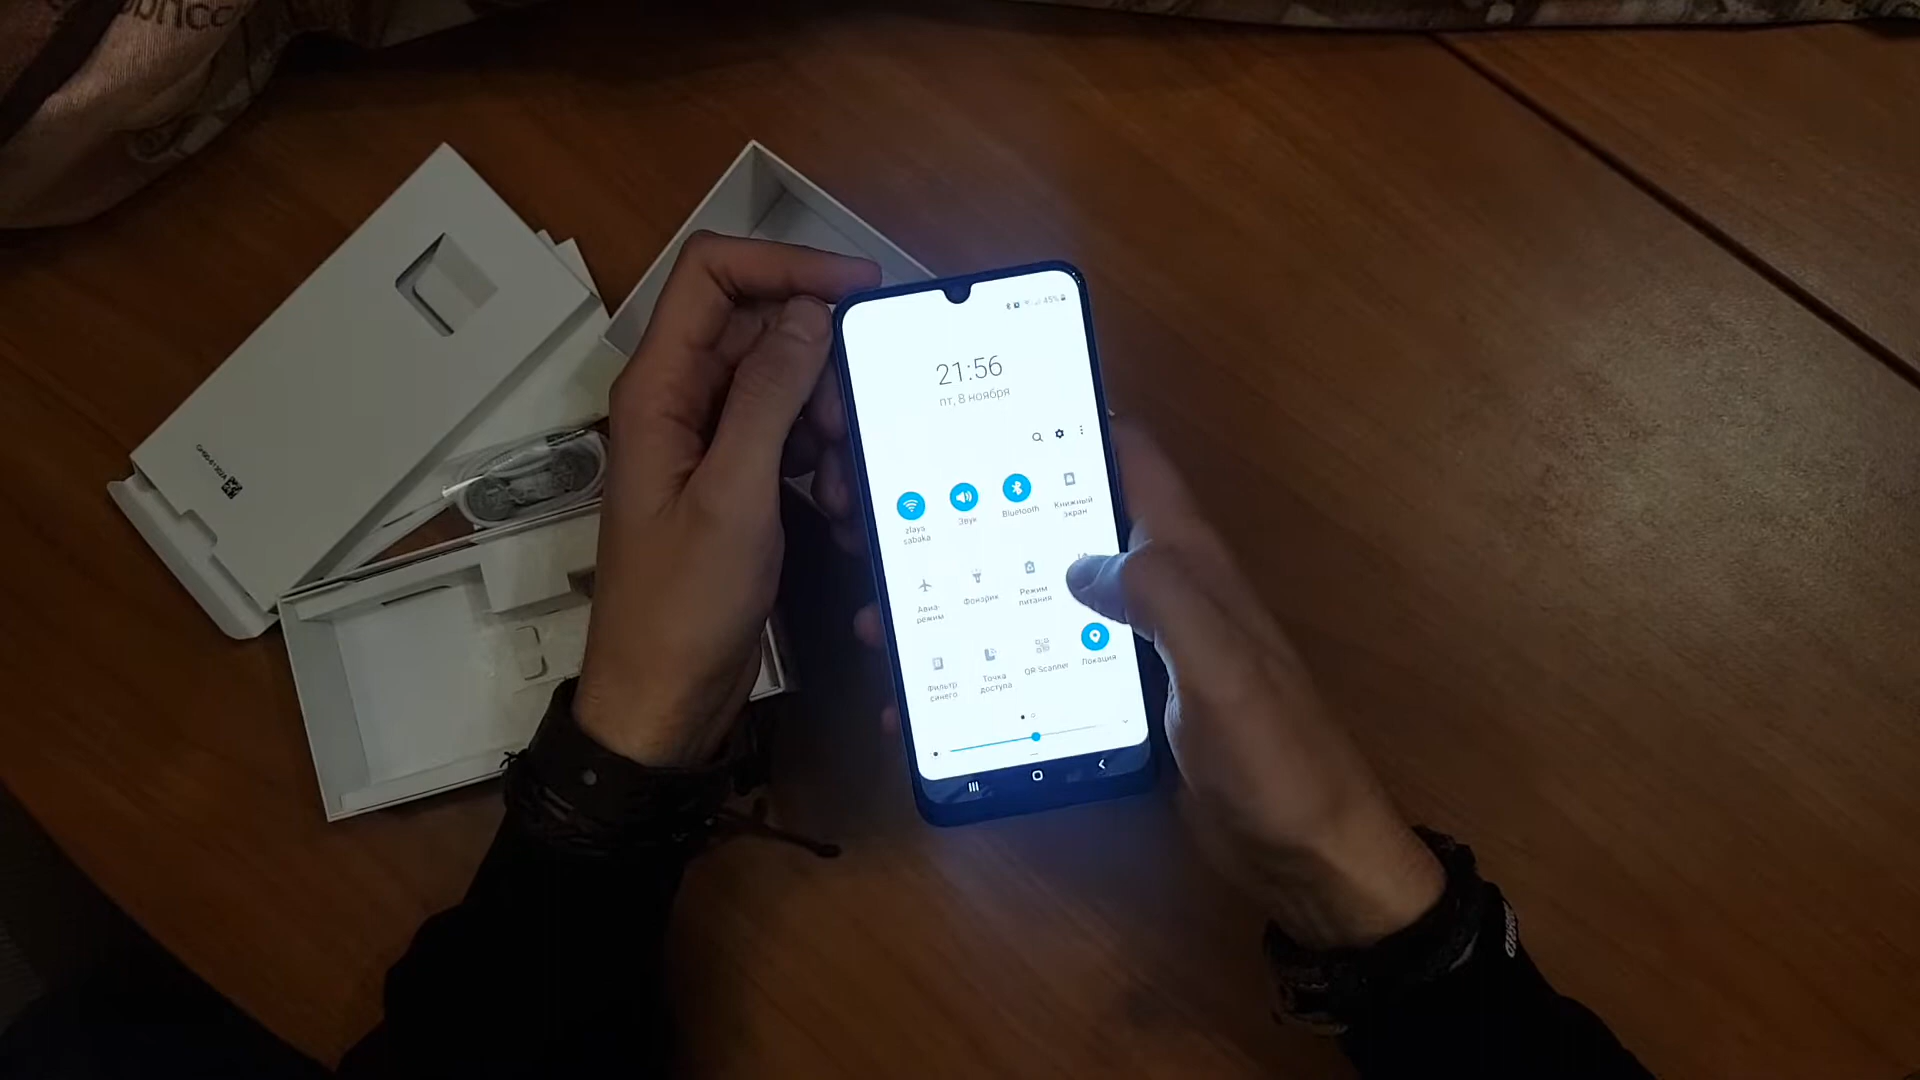 45%
21:56
пт, 8 ноября
zlaya
sabaka
Звук
Bluetooth
Книжный
экран
Авиа-
режим
Фонарик
Режим
питания
Фильтр
синего
Точка
доступа
QR Scanner
Локация